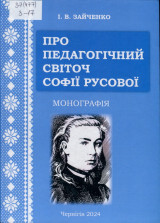 І. В. ЗАЙЧЕНКО
ПРО
ПЕДАГОГІЧНИЙ
СВІТОЧ
СОФІЇ РУСОВОЇ
МОНОГРАФІЯ
Чернігів 2024